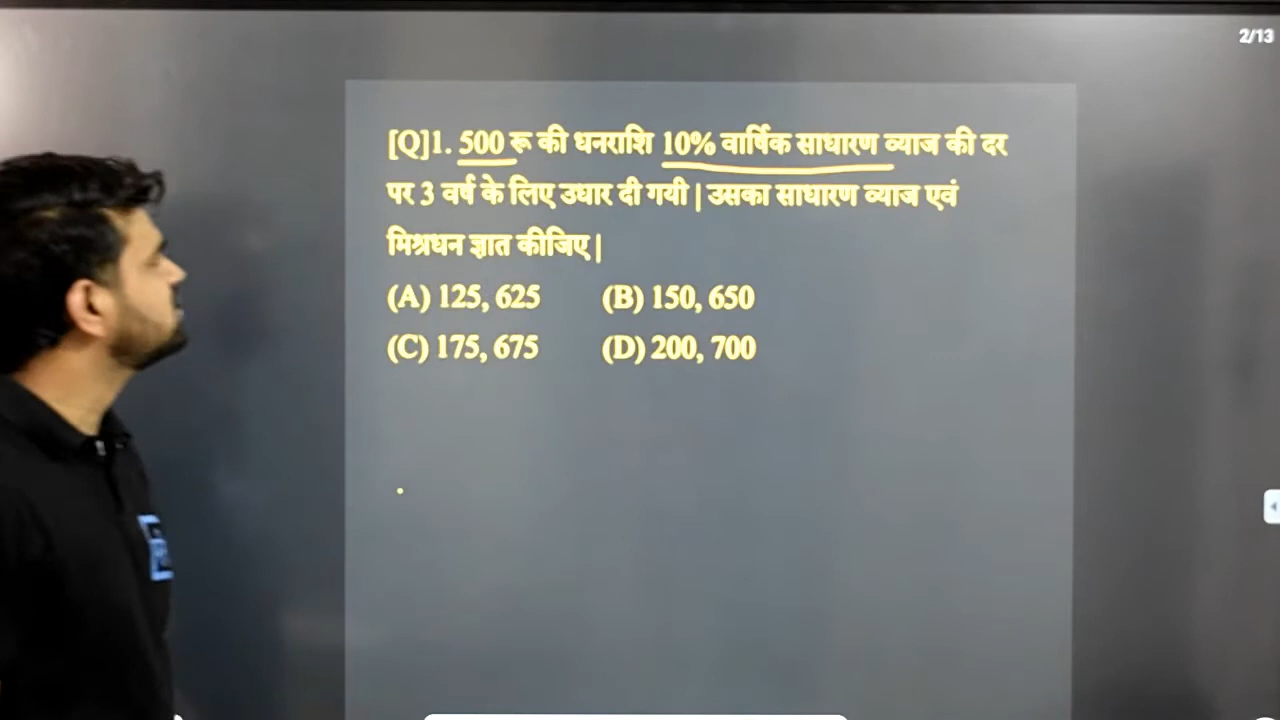 2/13
[Q]1. 500 रू की धनराशि 10% वार्षिक साधारण ब्याज की दर
पर 3 वर्ष के लिए उधार दी गयी | उसका साधारण ब्याज एवं
मिश्रधन ज्ञात कीजिए |
(A) 125, 625 (B) 150, 650
(C) 175, 675 (D) 200, 700